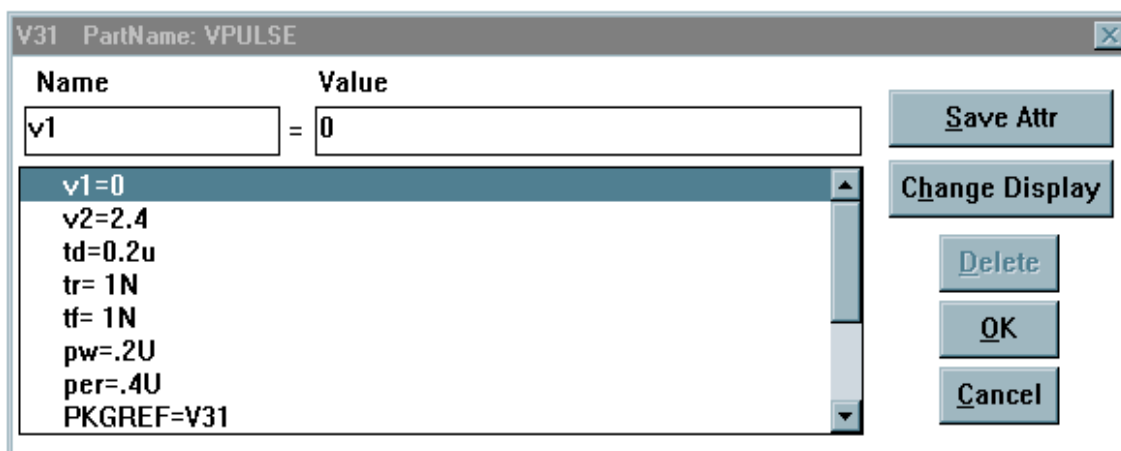 V31 PartName: VPULSE
Name Value
v1 = 0
Save Attr
Change Display
v1=0
v2=2.4
td=0.2u
tr= 1N
tf= 1N
pw=.2U
per=.4U
PKGREF=V31
Delete
OK
Cancel